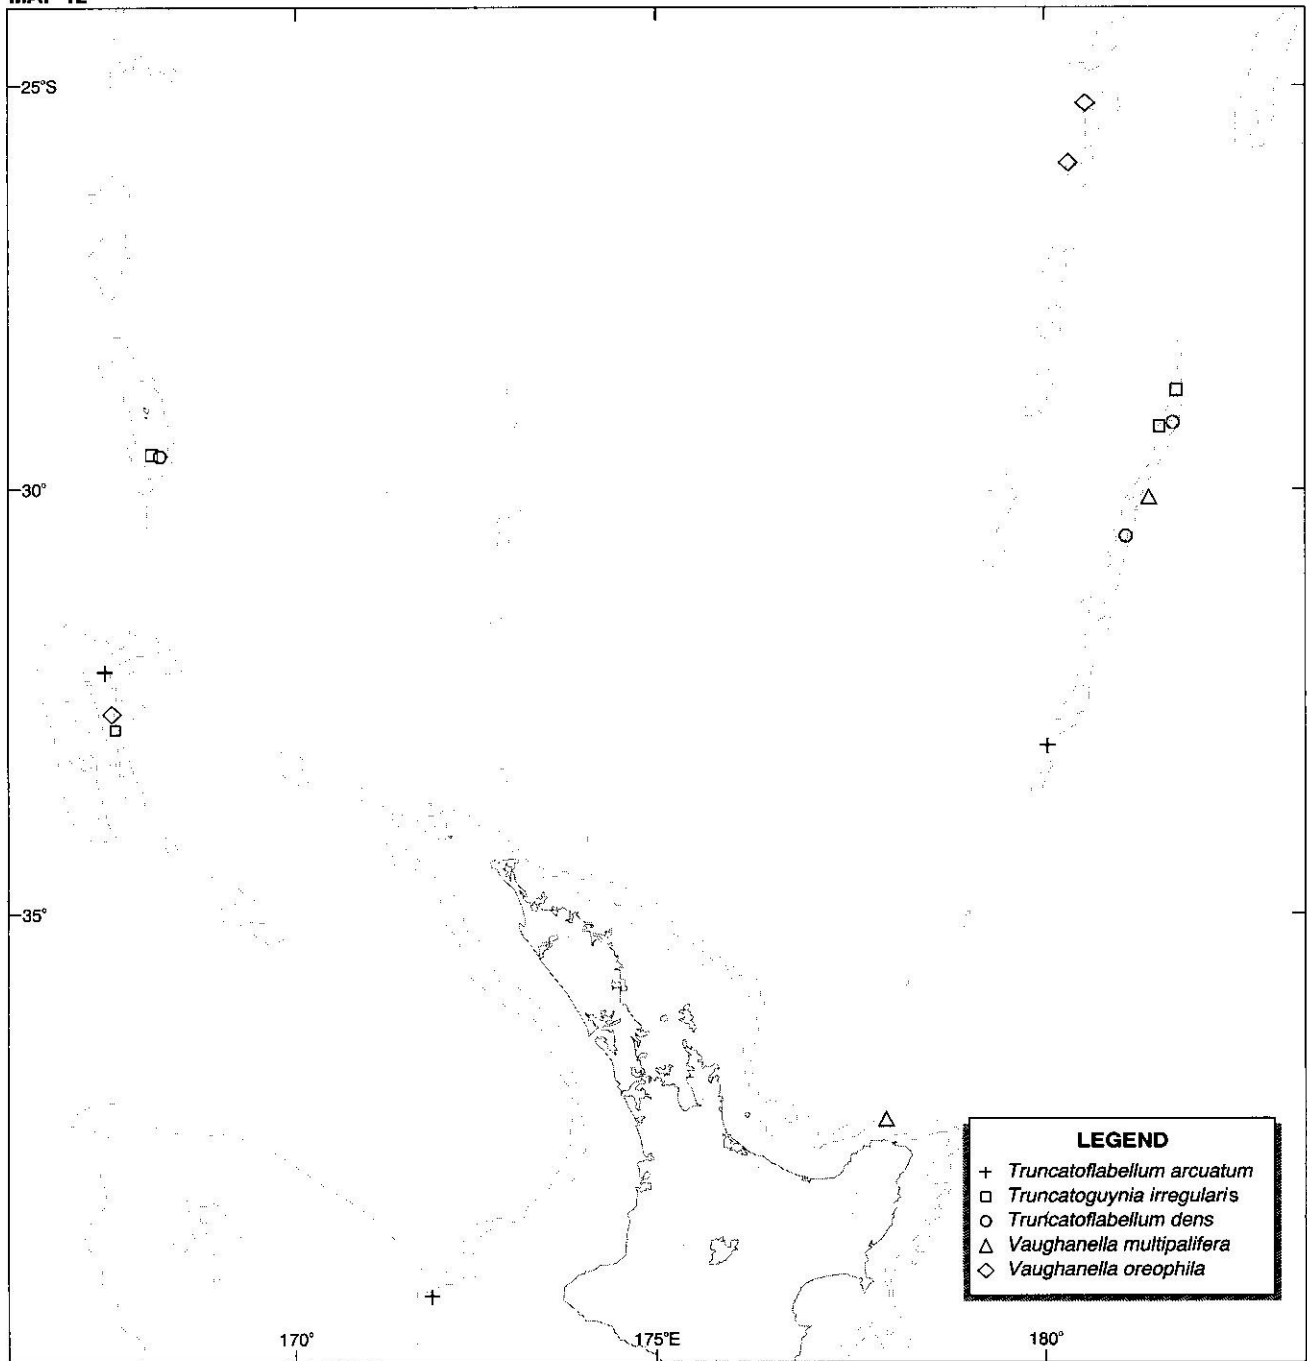 MAP 12
25°S
30°
35°
170°
175°E
180°
LEGEND
Truncatoflabellum arcuatum
Truncatoguynia irregularis
Truncatoflabellum dens
Vaughanella multipalifera
Vaughanella oreophila